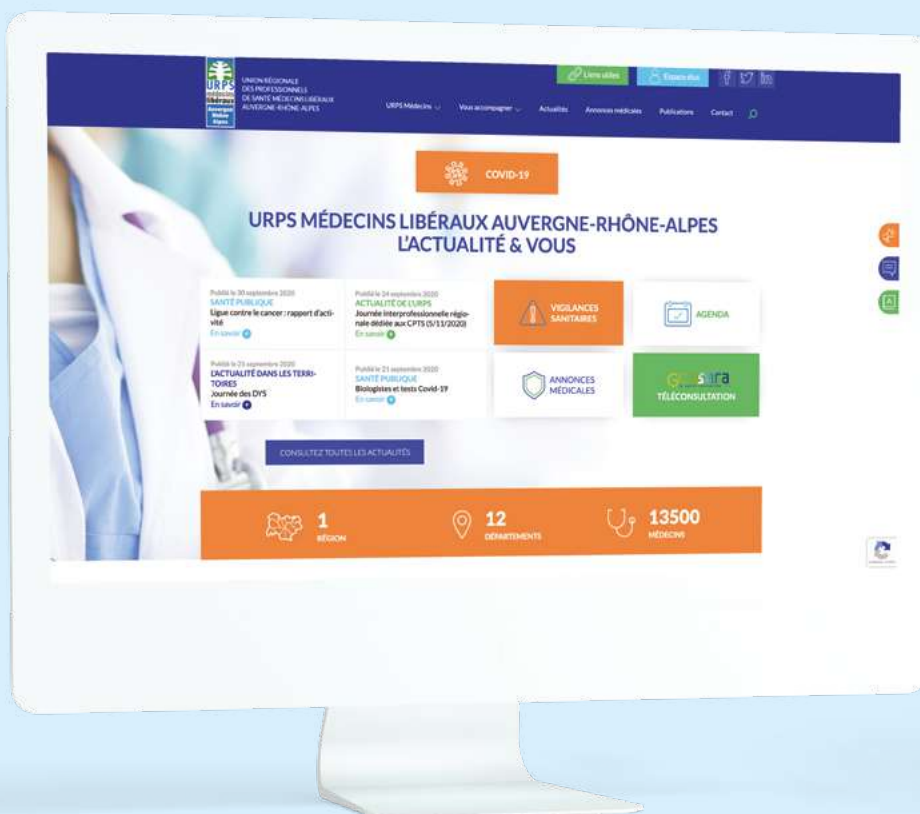 URPS
médecins
libéraux
Auvergne
Rhône
Alpes
UNION RÉGIONALE
DES PROFESSIONNELS
DE SANTÉ MÉDECINS LIBÉRAUX
AUVERGNE-RHÔNE-ALPES
Liens utiles
Espace élus
URPS Médecins
Vous accompagner
Actualités
Annonces médicales
Publications
Contact
COVID-19
URPS MÉDECINS LIBÉRAUX AUVERGNE-RHÔNE-ALPES
L'ACTUALITÉ & VOUS
Publié le 30 septembre 2020
SANTÉ PUBLIQUE
Ligue contre le cancer : rapport d'acti-
vité
En savoir +
Publié le 24 septembre 2020
ACTUALITÉ DE L'URPS
Journée interprofessionnelle régio-
nale dédiée aux CPTS (5/11/2020)
En savoir +
VIGILANCES
SANITAIRES
AGENDA
Publié le 21 septembre 2020
L'ACTUALITÉ DANS LES TERRI-
TOIRES
Journée des DYS
En savoir +
Publié le 21 septembre 2020
SANTÉ PUBLIQUE
Biologistes et tests Covid-19
En savoir +
ANNONCES
MÉDICALES
TÉLÉCONSULTATION
CONSULTEZ TOUTES LES ACTUALITÉS
1
RÉGION
12
DÉPARTEMENTS
13500
MÉDECINS